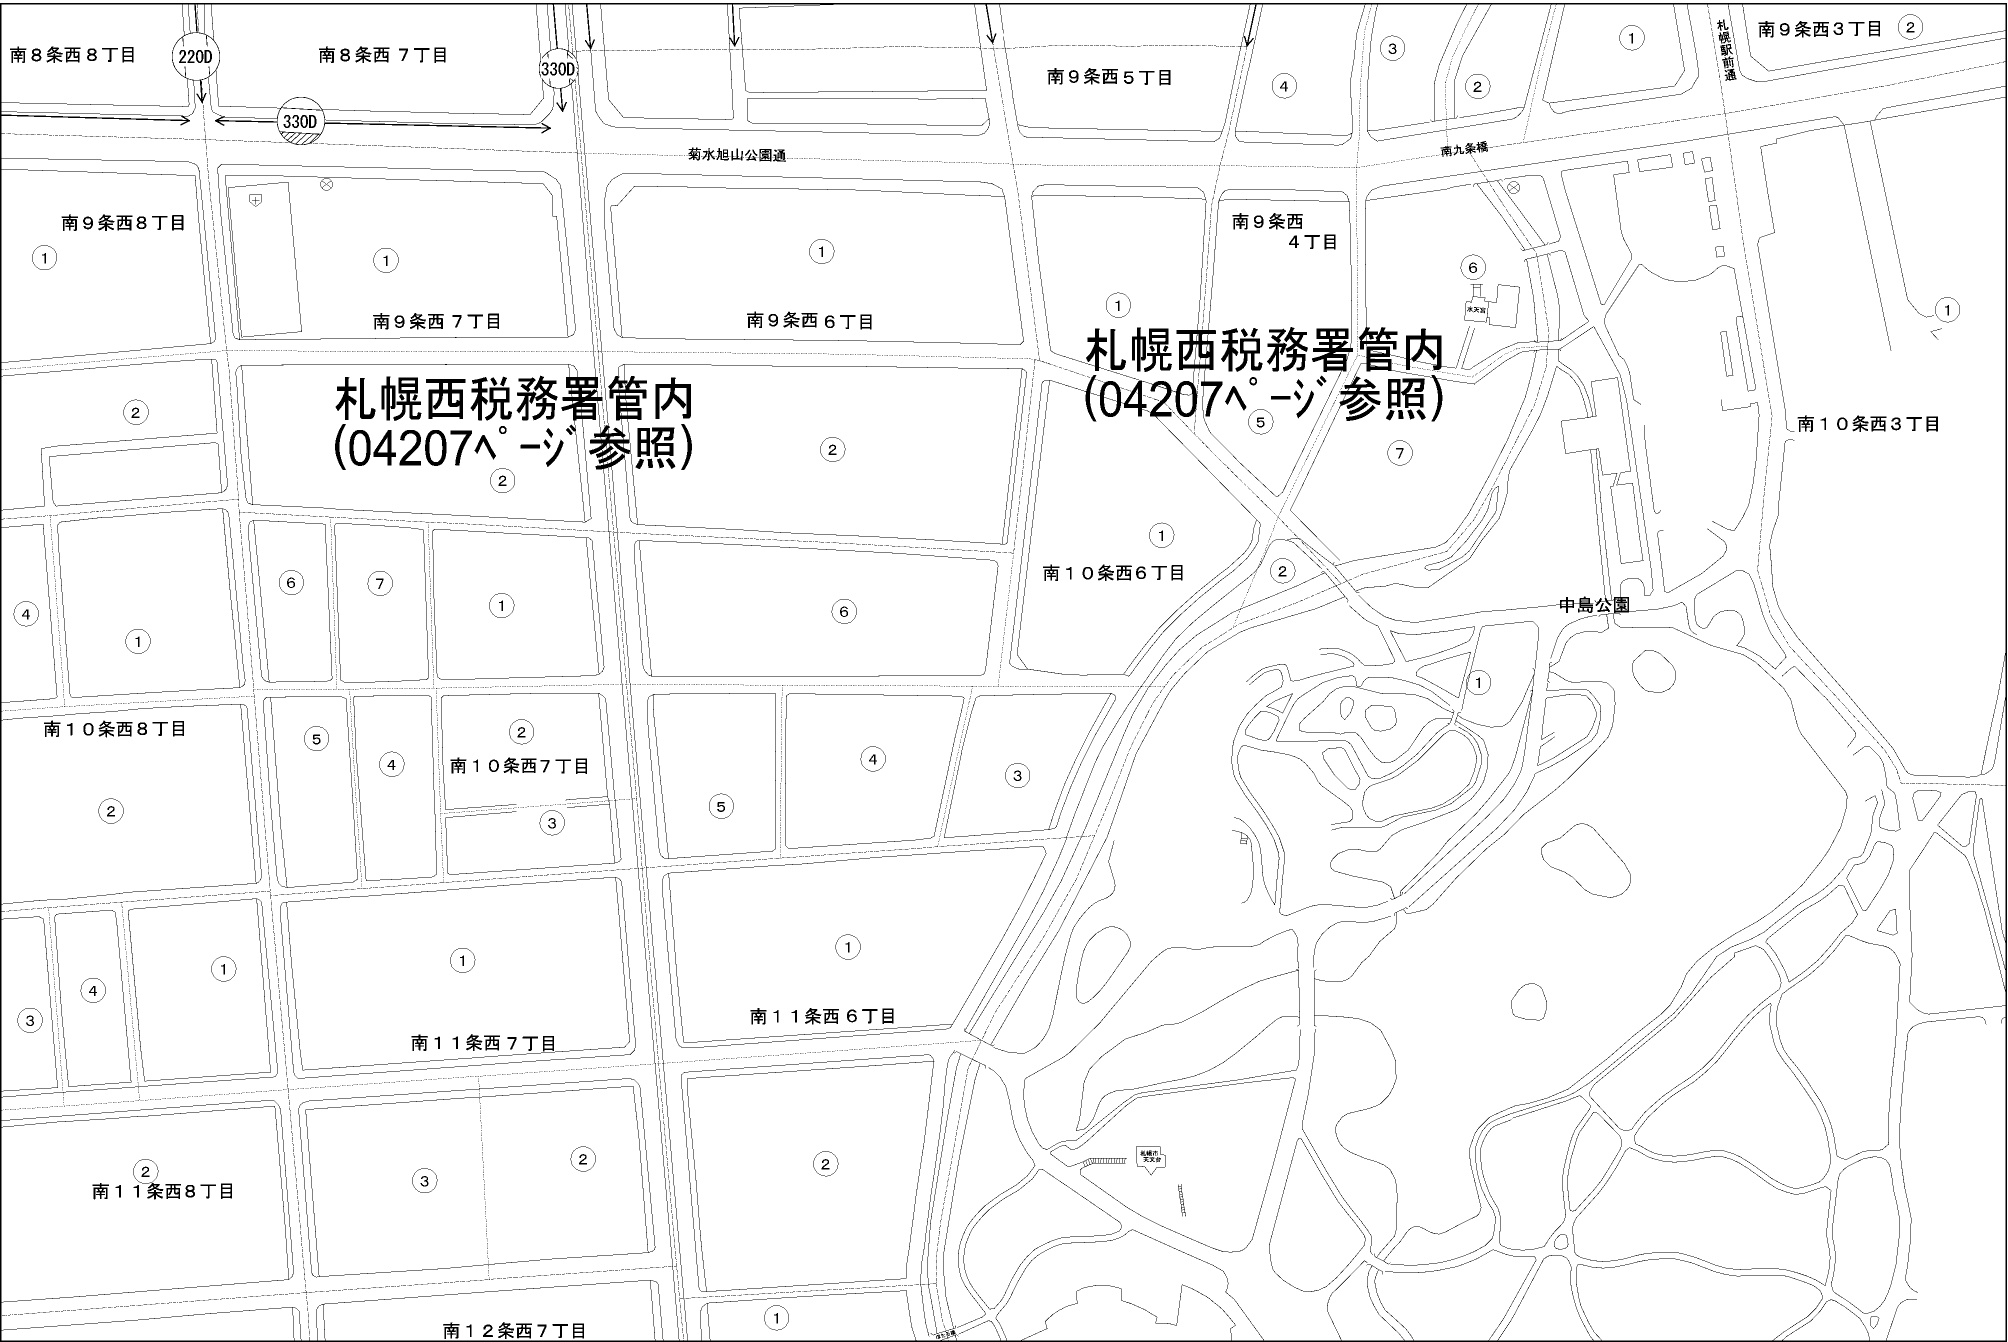 南８条西８丁目
220D
南８条西７丁目
330D
330D
南９条西５丁目
④
③
②
①
札幌駅前通
南９条西３丁目
②
菊水旭山公園通
南九条橋
南９条西８丁目
①
①
南９条西７丁目
①
南９条西６丁目
①
南９条西
４丁目
⑥
水天宮
①
札幌西税務署管内
(04207ﾍﾟｰｼﾞ参照)
札幌西税務署管内
(04207ﾍﾟｰｼﾞ参照)
②
②
②
⑤
⑦
南１０条西３丁目
④
①
⑥
⑦
①
⑥
①
南１０条西６丁目
②
中島公園
①
南１０条西８丁目
②
⑤
④
②
南１０条西７丁目
③
⑤
④
③
③
④
①
①
南１１条西７丁目
①
南１１条西６丁目
②
南１１条西８丁目
③
②
②
札幌市
天文台
南１２条西７丁目
①